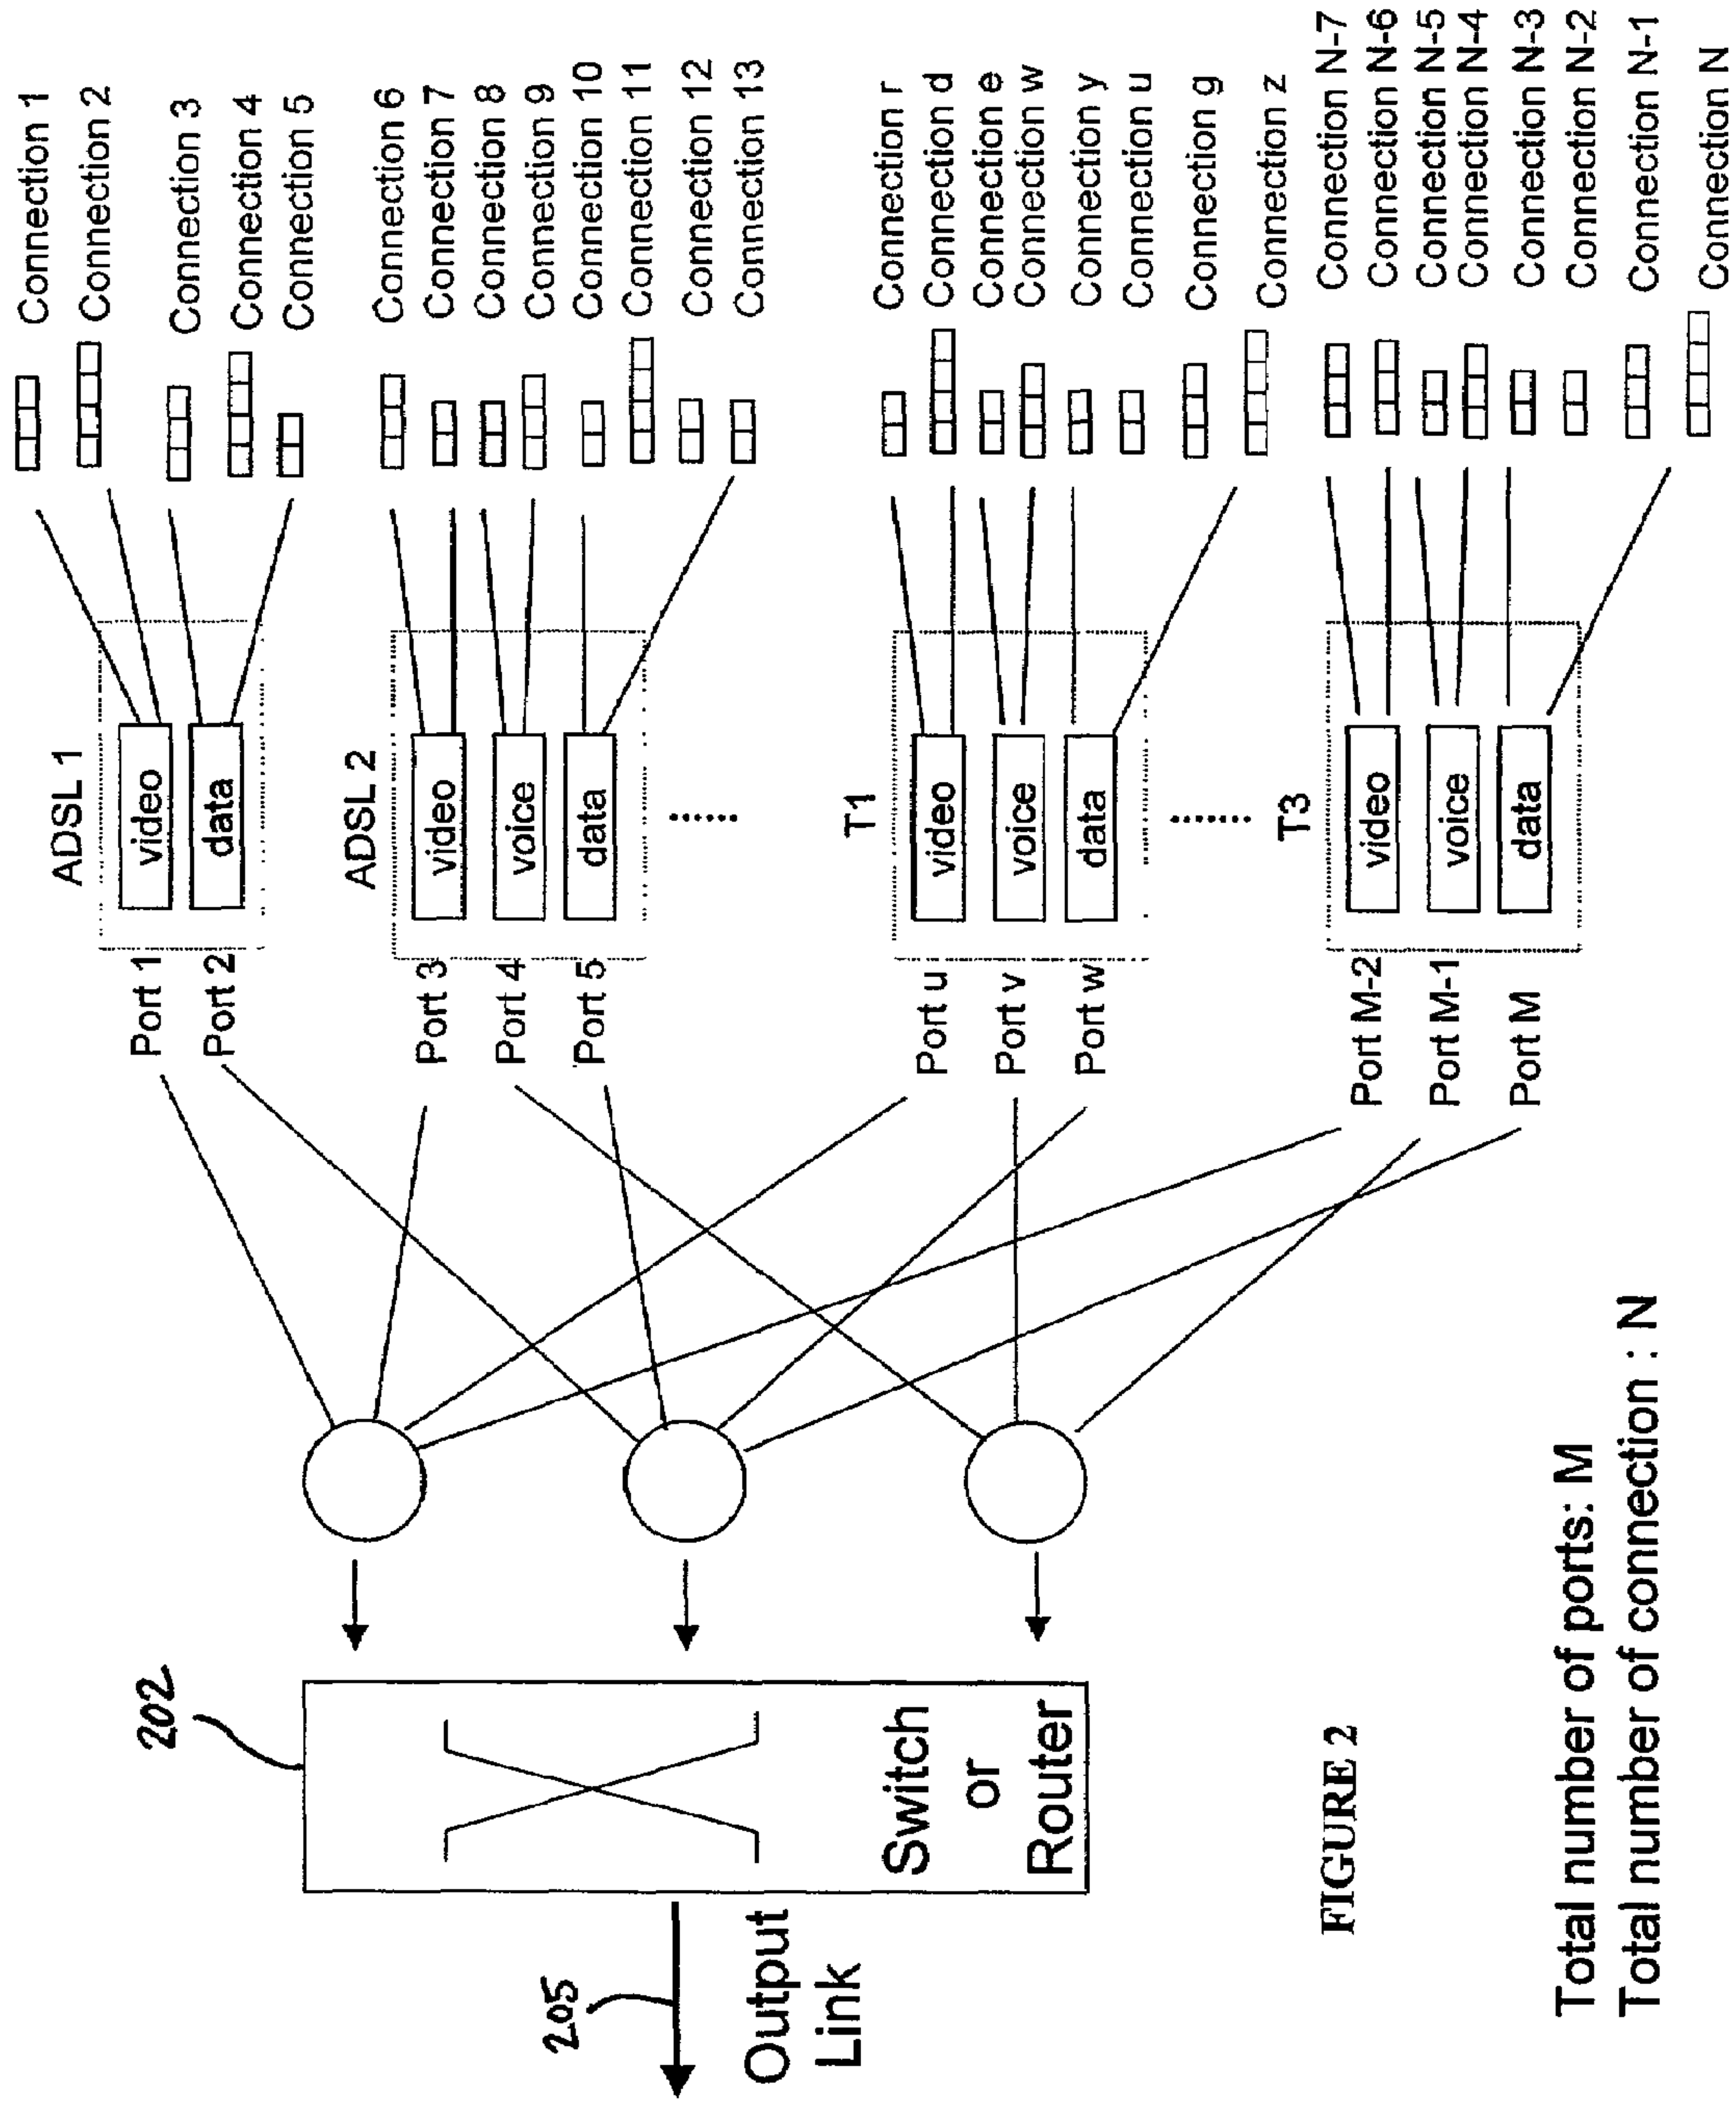 Connection 1
Connection 2
Connection 3
Connection 4
Connection 5
Connection 6
Connection 7
Connection 8
Connection 9
Connection 10
Connection 11
Connection 12
Connection 13
Connection r
Connection d
Connection e
Connection w
Connection y
Connection u
Connection g
Connection z
Connection N-7
Connection N-6
Connection N-5
Connection N-4
Connection N-3
Connection N-2
Connection N-1
Connection N
ADSL 1
video
data
ADSL 2
video
voice
data
T1
video
voice
data
T3
video
voice
data
Port 1
Port 2
Port 3
Port 4
Port 5
Port u
Port v
Port w
Port M-2
Port M-1
Port M
202
Switch
or
Router
205
Output
Link
FIGURE 2
Total number of ports: M
Total number of connection : N